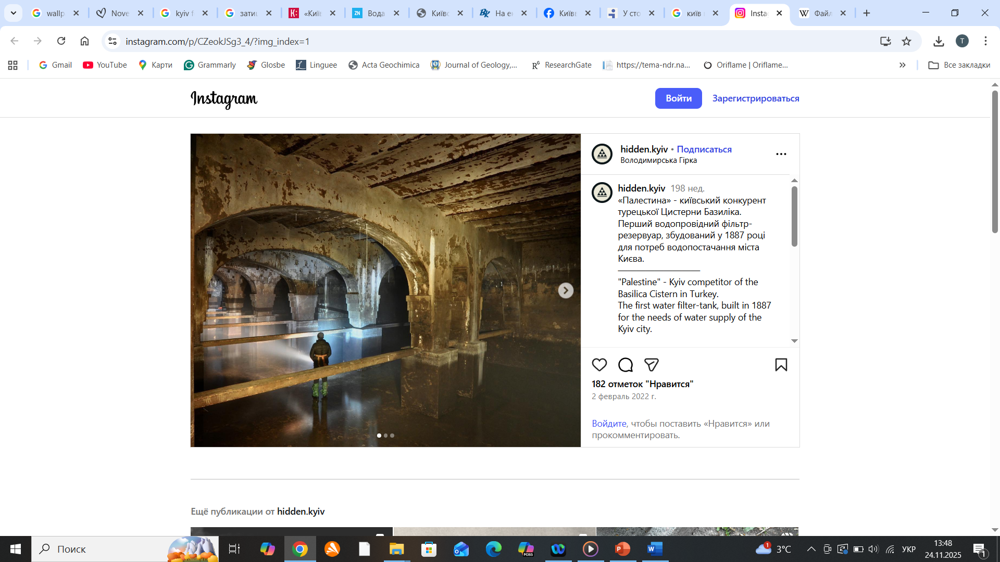 wallp
Nove
kyiv f
затиш
«Київ
Вода
Київс
На ек
Київв
У сто
київ
Insta
Файл
instagram.com/p/CZeokJSg3_4/?img_index=1
T
Gmail
YouTube
Карти
Grammarly
Glosbe
Linguee
Acta Geochimica
Journal of Geology,...
ResearchGate
https://tema-ndr.na...
Oriflame | Oriflame...
Все закладки
Instagram
Войти
Зарегистрироваться
hidden.kyiv • Подписаться
Володимирська Гірка
hidden.kyiv 198 нед.
«Палестина» - київський конкурент
турецької Цистерни Базиліка.
Перший водопровідний фільтр-
резервуар, збудований у 1887 році
для потреб водопостачання міста
Києва.
"Palestine" - Kyiv competitor of the
Basilica Cistern in Turkey.
The first water filter-tank, built in 1887
for the needs of water supply of the
Kyiv city.
182 отметок "Нравится"
2 февраль 2022 г.
Войдите, чтобы поставить «Нравится» или
прокомментировать.
Ещё публикации от hidden.kyiv
Поиск
3°C
УКР
13:48
24.11.2025